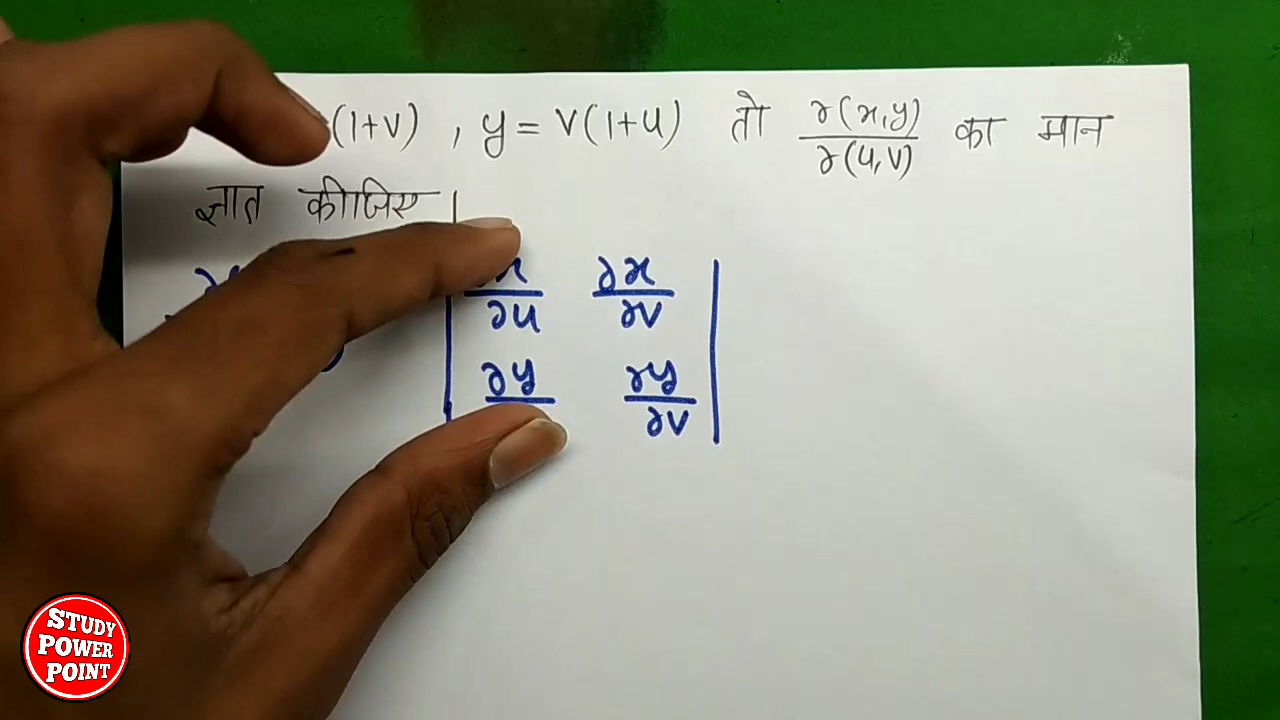 (1+v) , y = v(1+u) तो ∂(x,y)/∂(u,v) का मान
ज्ञात कीजिए
∂x/∂u ∂x/∂v
∂y ∂y/∂v
STUDY
POWER
POINT